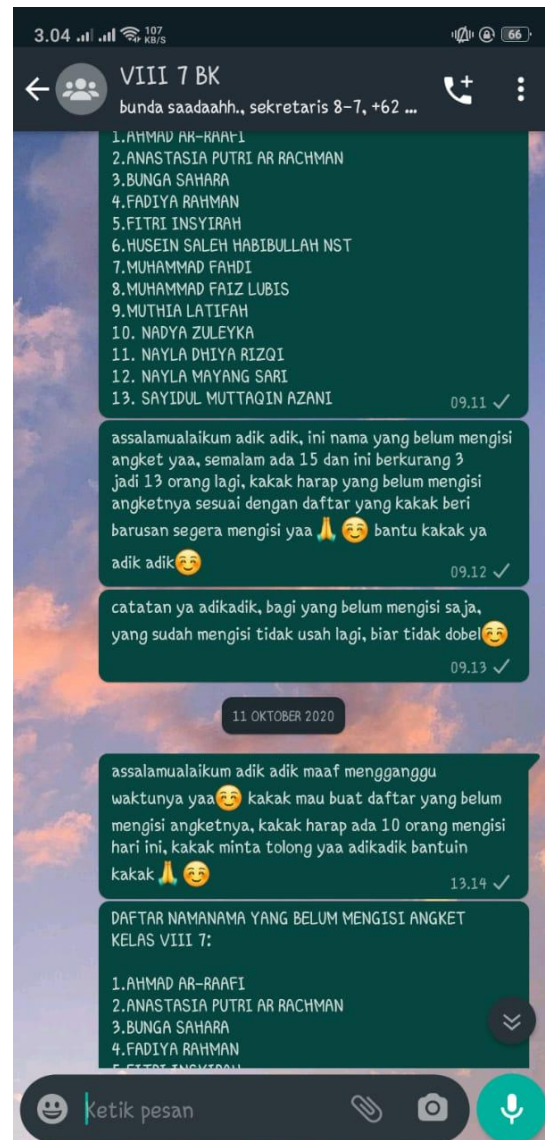 3.04 107 KB/S 66
VIII 7 BK
bunda saadaahh., sekretaris 8-7, +62 ...
1.AHMAD AR-RAAFI
2.ANASTASIA PUTRI AR RACHMAN
3.BUNGA SAHARA
4.FADIYA RAHMAN
5.FITRI INSYIRAH
6.HUSEIN SALEH HABIBULLAH NST
7.MUHAMMAD FAHDI
8.MUHAMMAD FAIZ LUBIS
9.MUTHIA LATIFAH
10. NADYA ZULEYKA
11. NAYLA DHIYA RIZQI
12. NAYLA MAYANG SARI
13. SAYIDUL MUTTAQIN AZANI
09.11
assalamualaikum adik adik, ini nama yang belum mengisi
angket yaa, semalam ada 15 dan ini berkurang 3
jadi 13 orang lagi, kakak harap yang belum mengisi
angketnya sesuai dengan daftar yang kakak beri
barusan segera mengisi yaa 🙏 ☺️ bantu kakak ya
adik adik☺️
09.12
catatan ya adikadik, bagi yang belum mengisi saja,
yang sudah mengisi tidak usah lagi, biar tidak dobel☺️
09.13
11 OKTOBER 2020
assalamualaikum adik adik maaf mengganggu
waktunya yaa☺️ kakak mau buat daftar yang belum
mengisi angketnya, kakak harap ada 10 orang mengisi
hari ini, kakak minta tolong yaa adikadik bantuin
kakak 🙏 ☺️
13.14
DAFTAR NAMANAMA YANG BELUM MENGISI ANGKET
KELAS VIII 7:
1.AHMAD AR-RAAFI
2.ANASTASIA PUTRI AR RACHMAN
3.BUNGA SAHARA
4.FADIYA RAHMAN
5.FITRI INSYIRAH
Ketik pesan